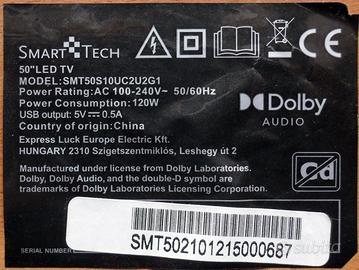 SMART TECH
50"LED TV
MODEL:SMT50S10UC2U2G1
Power Rating:AC 100-240V~ 50/60Hz
Power Consumption:120W
USB output: 5V⎓0.5A
Country of Origin:China
Dolby
AUDIO
Express Luck Europe Electric Kft.
HUNGARY 2310 Szigetszentmiklós, Leshegy út 2
Manufactured under license from Dolby Laboratories.
Dolby, Dolby Audio, and the double-D symbol are
trademarks of Dolby Laboratories Licensing Corporation.
Cd
SMT502101215000687
SERIAL NUMBER
subito